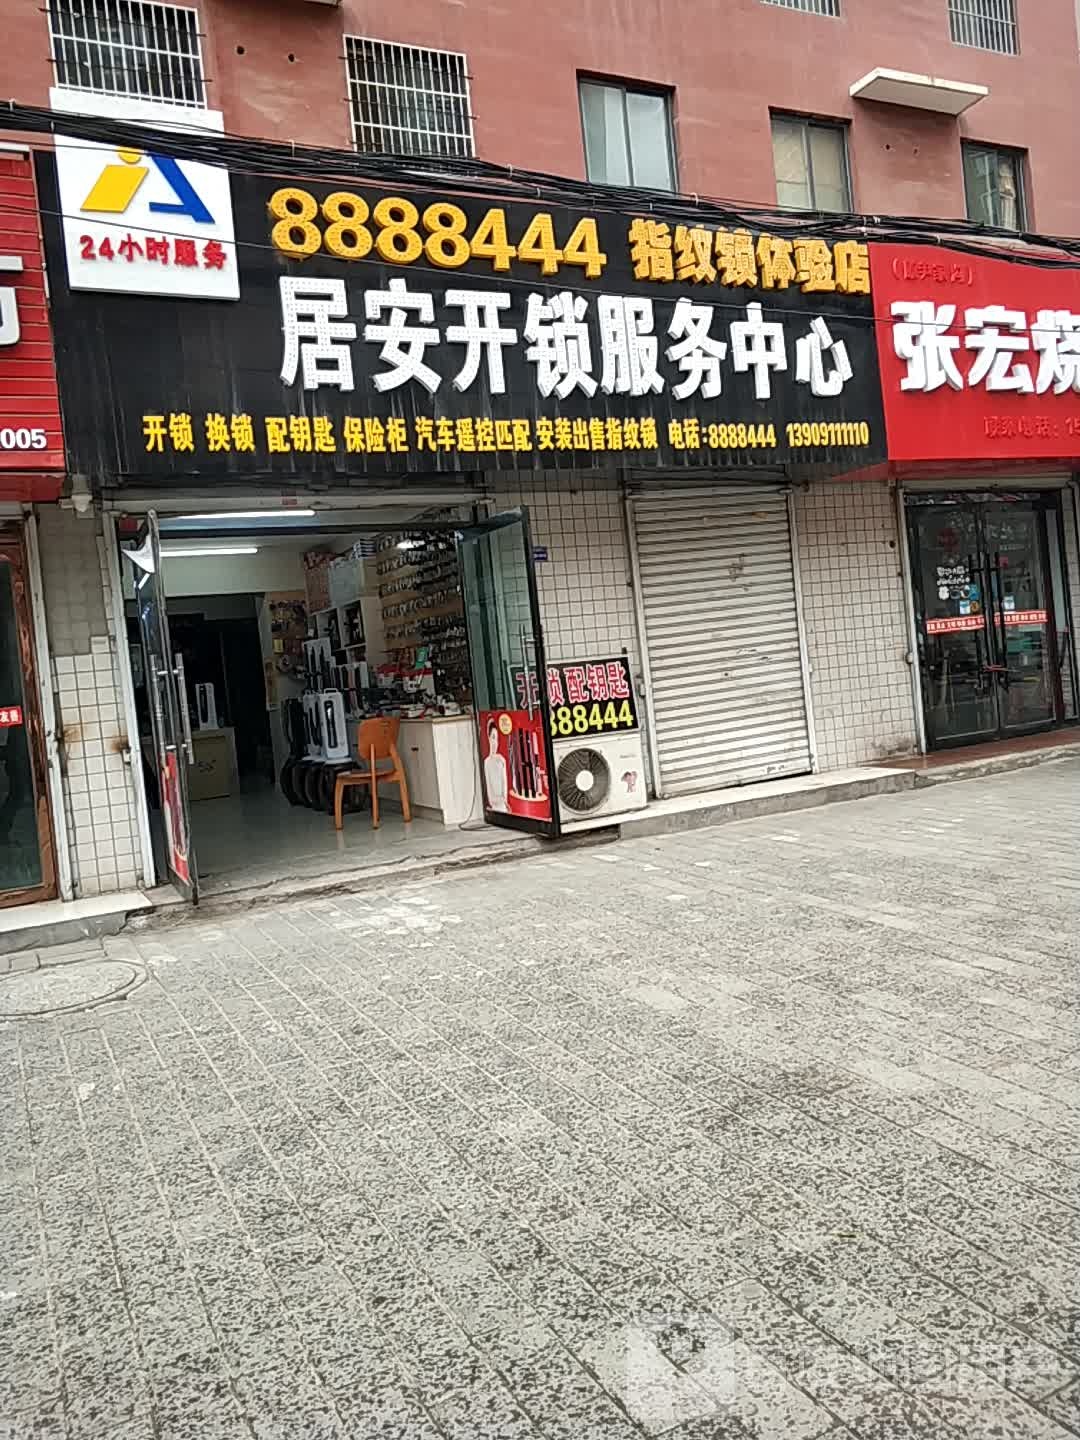 24小时服务
8888444 指纹锁体验店
居安开锁服务中心
开锁 换锁 配钥匙 保险柜 汽车遥控匹配 安装出售指纹锁 电话:8888444 13909111110
005
张宏烧
开锁 配钥匙
888444
友善